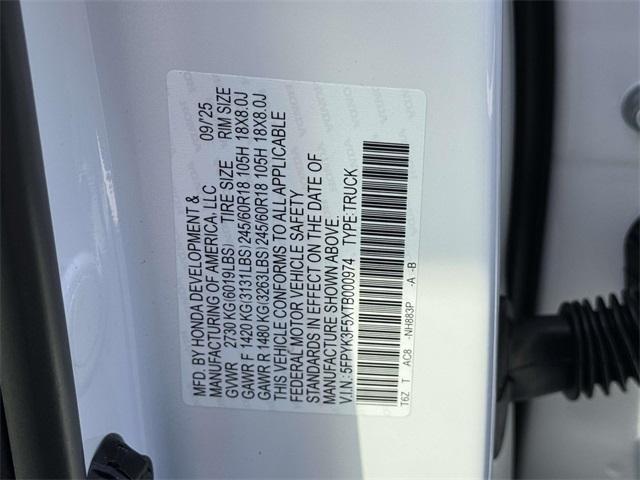 MFD. BY HONDA DEVELOPMENT &
MANUFACTURING OF AMERICA, LLC 09/'25
GVWR 2730 KG(6019LBS) TIRE SIZE RIM SIZE
GAWR F 1420 KG(3131LBS) 245/60R18 105H 18X8.0J
GAWR R 1480 KG(3263LBS) 245/60R18 105H 18X8.0J
THIS VEHICLE CONFORMS TO ALL APPLICABLE
FEDERAL MOTOR VEHICLE SAFETY
STANDARDS IN EFFECT ON THE DATE OF
MANUFACTURE SHOWN ABOVE.
V.I.N.: 5FPYK3F5XTB000974 TYPE: TRUCK
T6Z T AC8 -NH883P -A -B